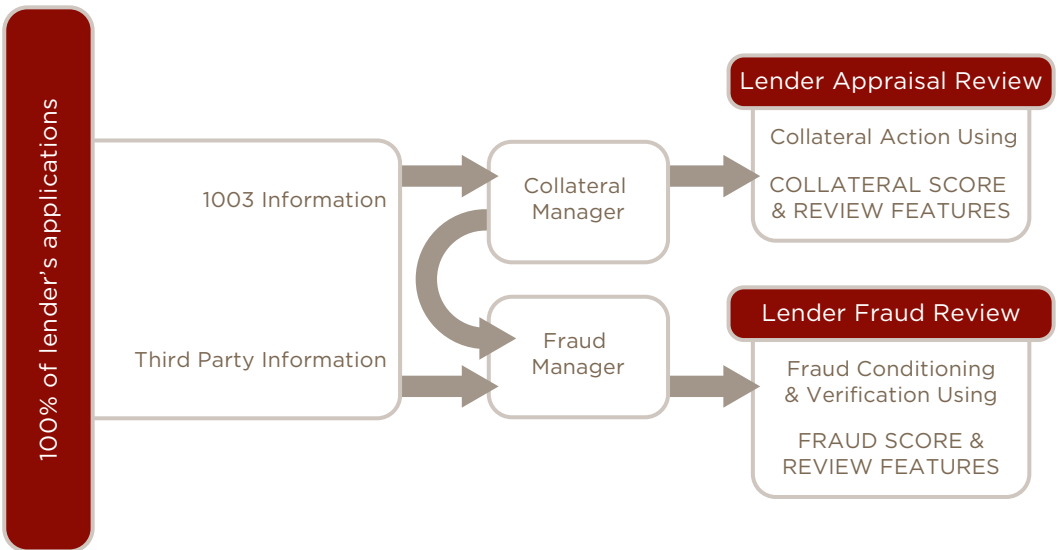 100% of lender's applications
1003 Information
Third Party Information
Collateral
Manager
Fraud
Manager
Lender Appraisal Review
Collateral Action Using
COLLATERAL SCORE
& REVIEW FEATURES
Lender Fraud Review
Fraud Conditioning
& Verification Using
FRAUD SCORE &
REVIEW FEATURES